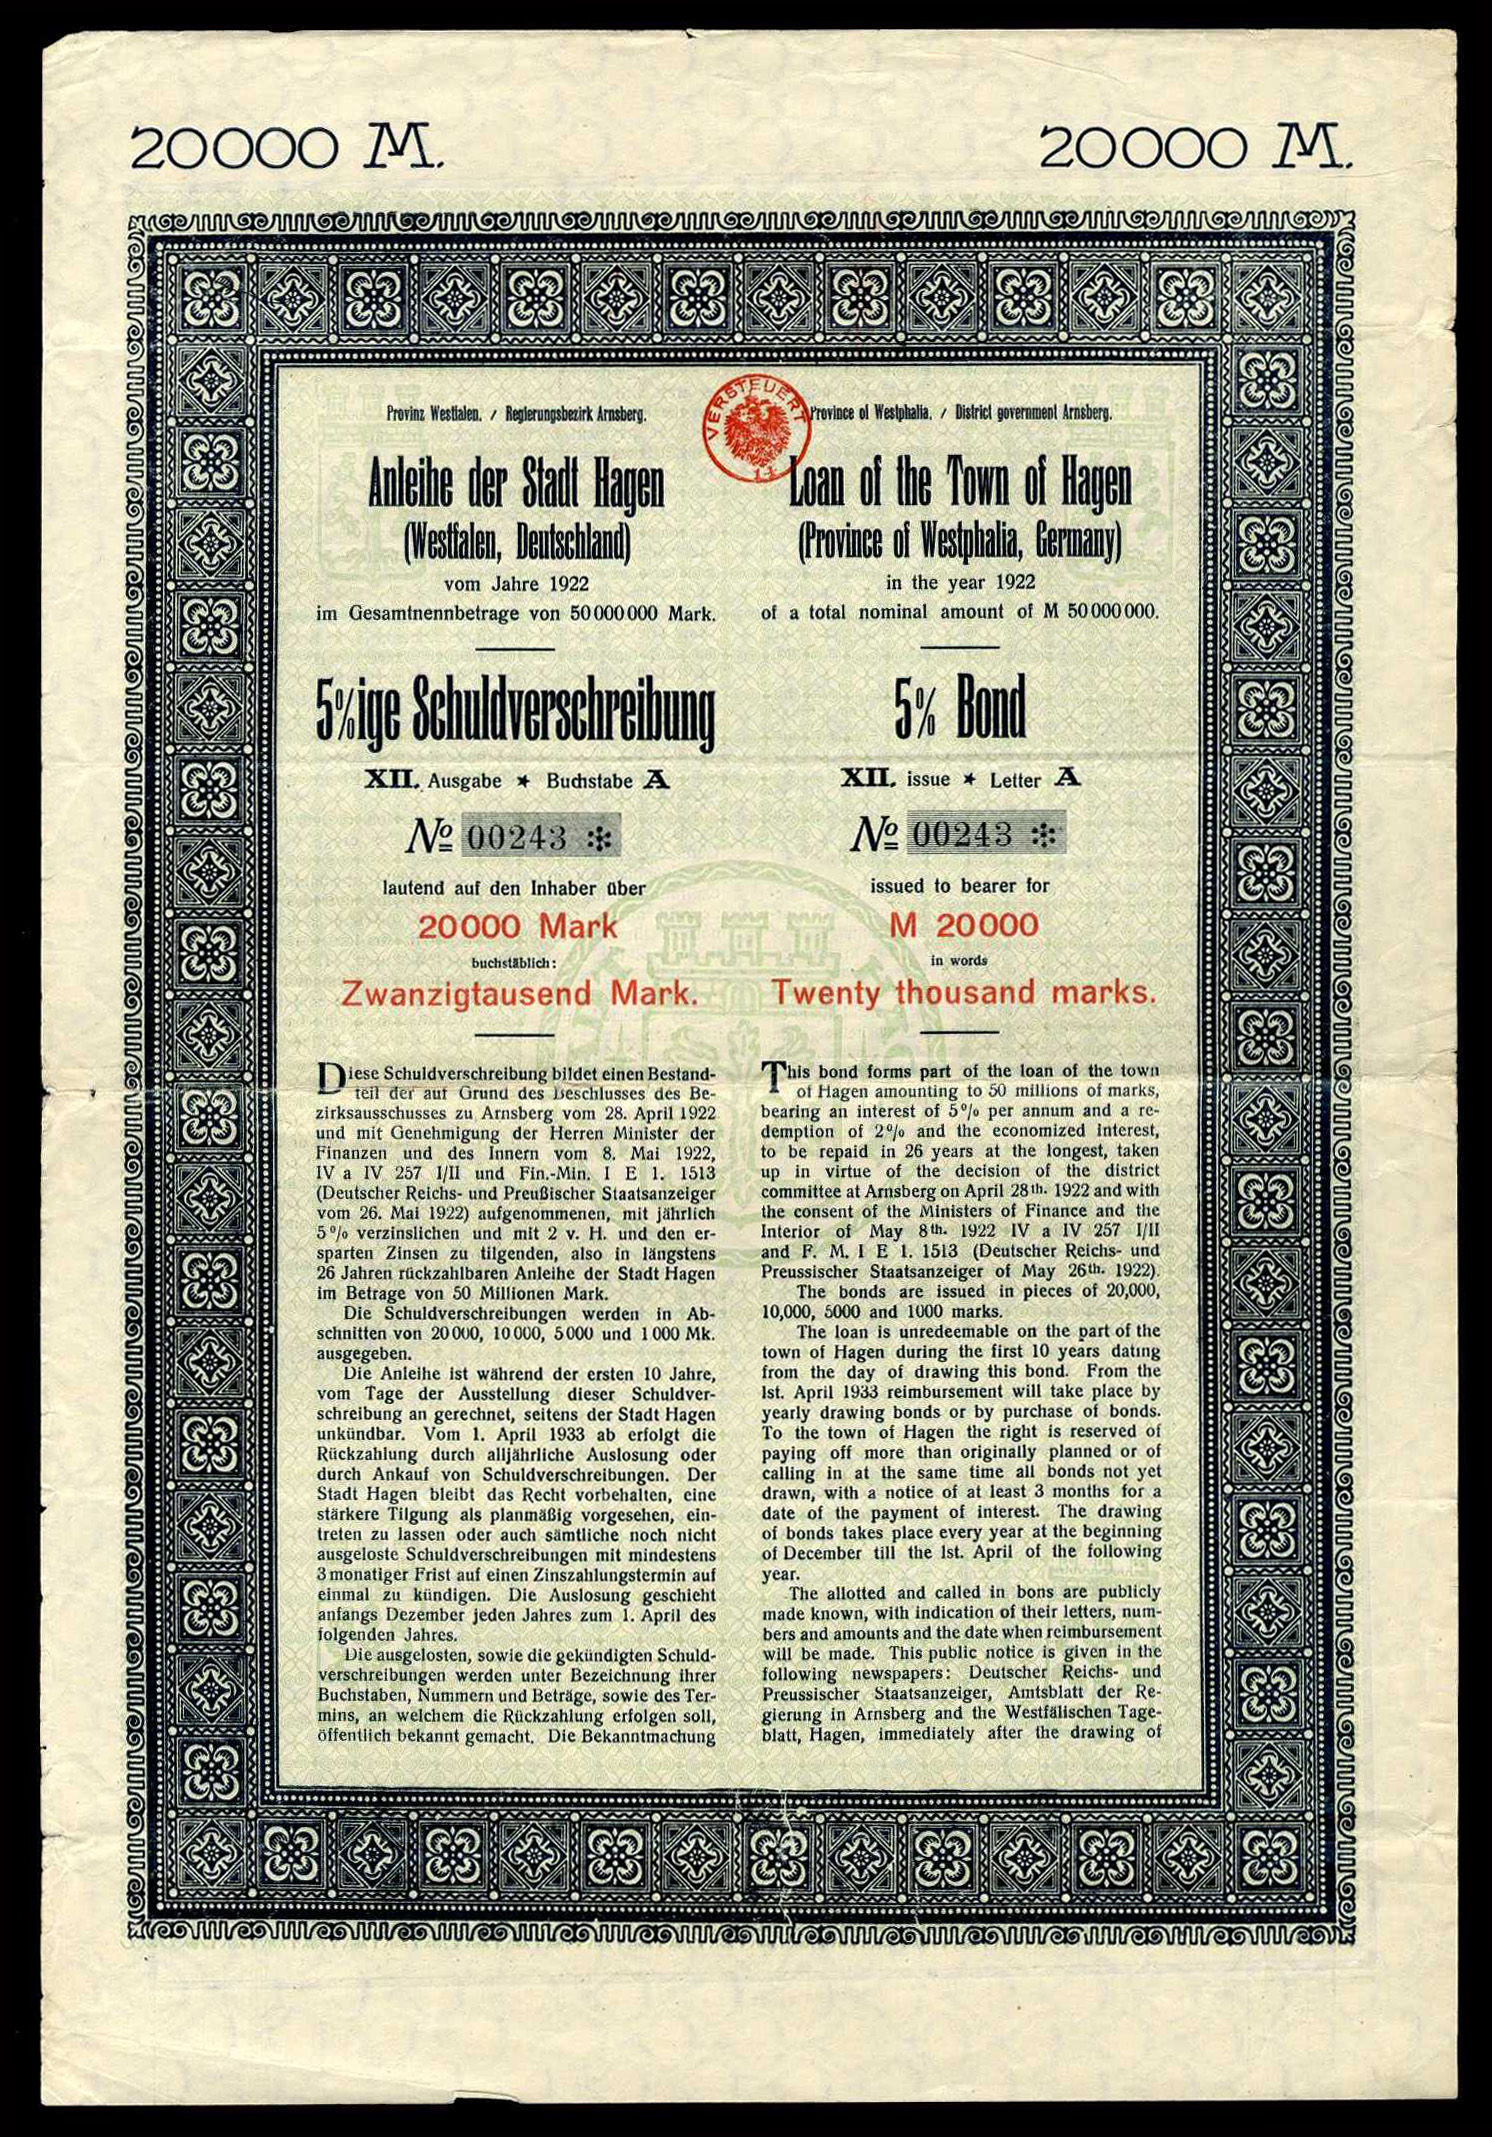 20000 M.
20000 M.
Provinz Westfalen. / Regierungsbezirk Arnsberg.
Anleihe der Stadt Hagen
(Westfalen, Deutschland)
vom Jahre 1922
im Gesamtnennbetrage von 50 000 000 Mark.
5%ige Schuldverschreibung
XII. Ausgabe ★ Buchstabe A
No 00243 *
lautend auf den Inhaber über
20000 Mark
buchstäblich:
Zwanzigtausend Mark.
Diese Schuldverschreibung bildet einen Bestand-
teil der auf Grund des Beschlusses des Be-
zirksausschusses zu Arnsberg vom 28. April 1922
und mit Genehmigung der Herren Minister der
Finanzen und des Innern vom 8. Mai 1922,
IV a IV 257 I/II und Fin.-Min. I E 1. 1513
(Deutscher Reichs- und Preußischer Staatsanzeiger
vom 26. Mai 1922) aufgenommenen, mit jährlich
5% verzinslichen und mit 2 v. H. und den er-
sparten Zinsen zu tilgenden, also in längstens
26 Jahren rückzahlbaren Anleihe der Stadt Hagen
im Betrage von 50 Millionen Mark.
Die Schuldverschreibungen werden in Ab-
schnitten von 20 000, 10 000, 5 000 und 1 000 Mk.
ausgegeben.
Die Anleihe ist während der ersten 10 Jahre,
vom Tage der Ausstellung dieser Schuldver-
schreibung an gerechnet, seitens der Stadt Hagen
unkündbar. Vom 1. April 1933 ab erfolgt die
Rückzahlung durch alljährliche Auslosung oder
durch Ankauf von Schuldverschreibungen. Der
Stadt Hagen bleibt das Recht vorbehalten, eine
stärkere Tilgung als planmäßig vorgesehen, ein-
treten zu lassen oder auch sämtliche noch nicht
ausgeloste Schuldverschreibungen mit mindestens
3 monatiger Frist auf einen Zinszahlungstermin auf
einmal zu kündigen. Die Auslosung geschieht
anfangs Dezember jeden Jahres zum 1. April des
folgenden Jahres.
Die ausgelosten, sowie die gekündigten Schuld-
verschreibungen werden unter Bezeichnung ihrer
Buchstaben, Nummern und Beträge, sowie des Ter-
mins, an welchem die Rückzahlung erfolgen soll,
öffentlich bekannt gemacht. Die Bekanntmachung
VERSTEUERT
11
Province of Westphalia. / District government Arnsberg.
Loan of the Town of Hagen
(Province of Westphalia, Germany)
in the year 1922
of a total nominal amount of M 50 000 000.
5% Bond
XII. issue ★ Letter A
No 00243 *
issued to bearer for
M 20000
in words
Twenty thousand marks.
This bond forms part of the loan of the town
of Hagen amounting to 50 millions of marks,
bearing an interest of 5% per annum and a re-
demption of 2% and the economized interest,
to be repaid in 26 years at the longest, taken
up in virtue of the decision of the district
committee at Arnsberg on April 28th. 1922 and with
the consent of the Ministers of Finance and the
Interior of May 8th. 1922 IV a IV 257 I/II
and F. M. I E 1. 1513 (Deutscher Reichs- und
Preussischer Staatsanzeiger of May 26th. 1922).
The bonds are issued in pieces of 20,000,
10,000, 5000 and 1000 marks.
The loan is unredeemable on the part of the
town of Hagen during the first 10 years dating
from the day of drawing this bond. From the
1st. April 1933 reimbursement will take place by
yearly drawing bonds or by purchase of bonds.
To the town of Hagen the right is reserved of
paying off more than originally planned or of
calling in at the same time all bonds not yet
drawn, with a notice of at least 3 months for a
date of the payment of interest. The drawing
of bonds takes place every year at the beginning
of December till the 1st. April of the following
year.
The allotted and called in bons are publicly
made known, with indication of their letters, num-
bers and amounts and the date when reimbursement
will be made. This public notice is given in the
following newspapers: Deutscher Reichs- und
Preussischer Staatsanzeiger, Amtsblatt der Re-
gierung in Arnsberg and the Westfälischen Tage-
blatt, Hagen, immediately after the drawing of